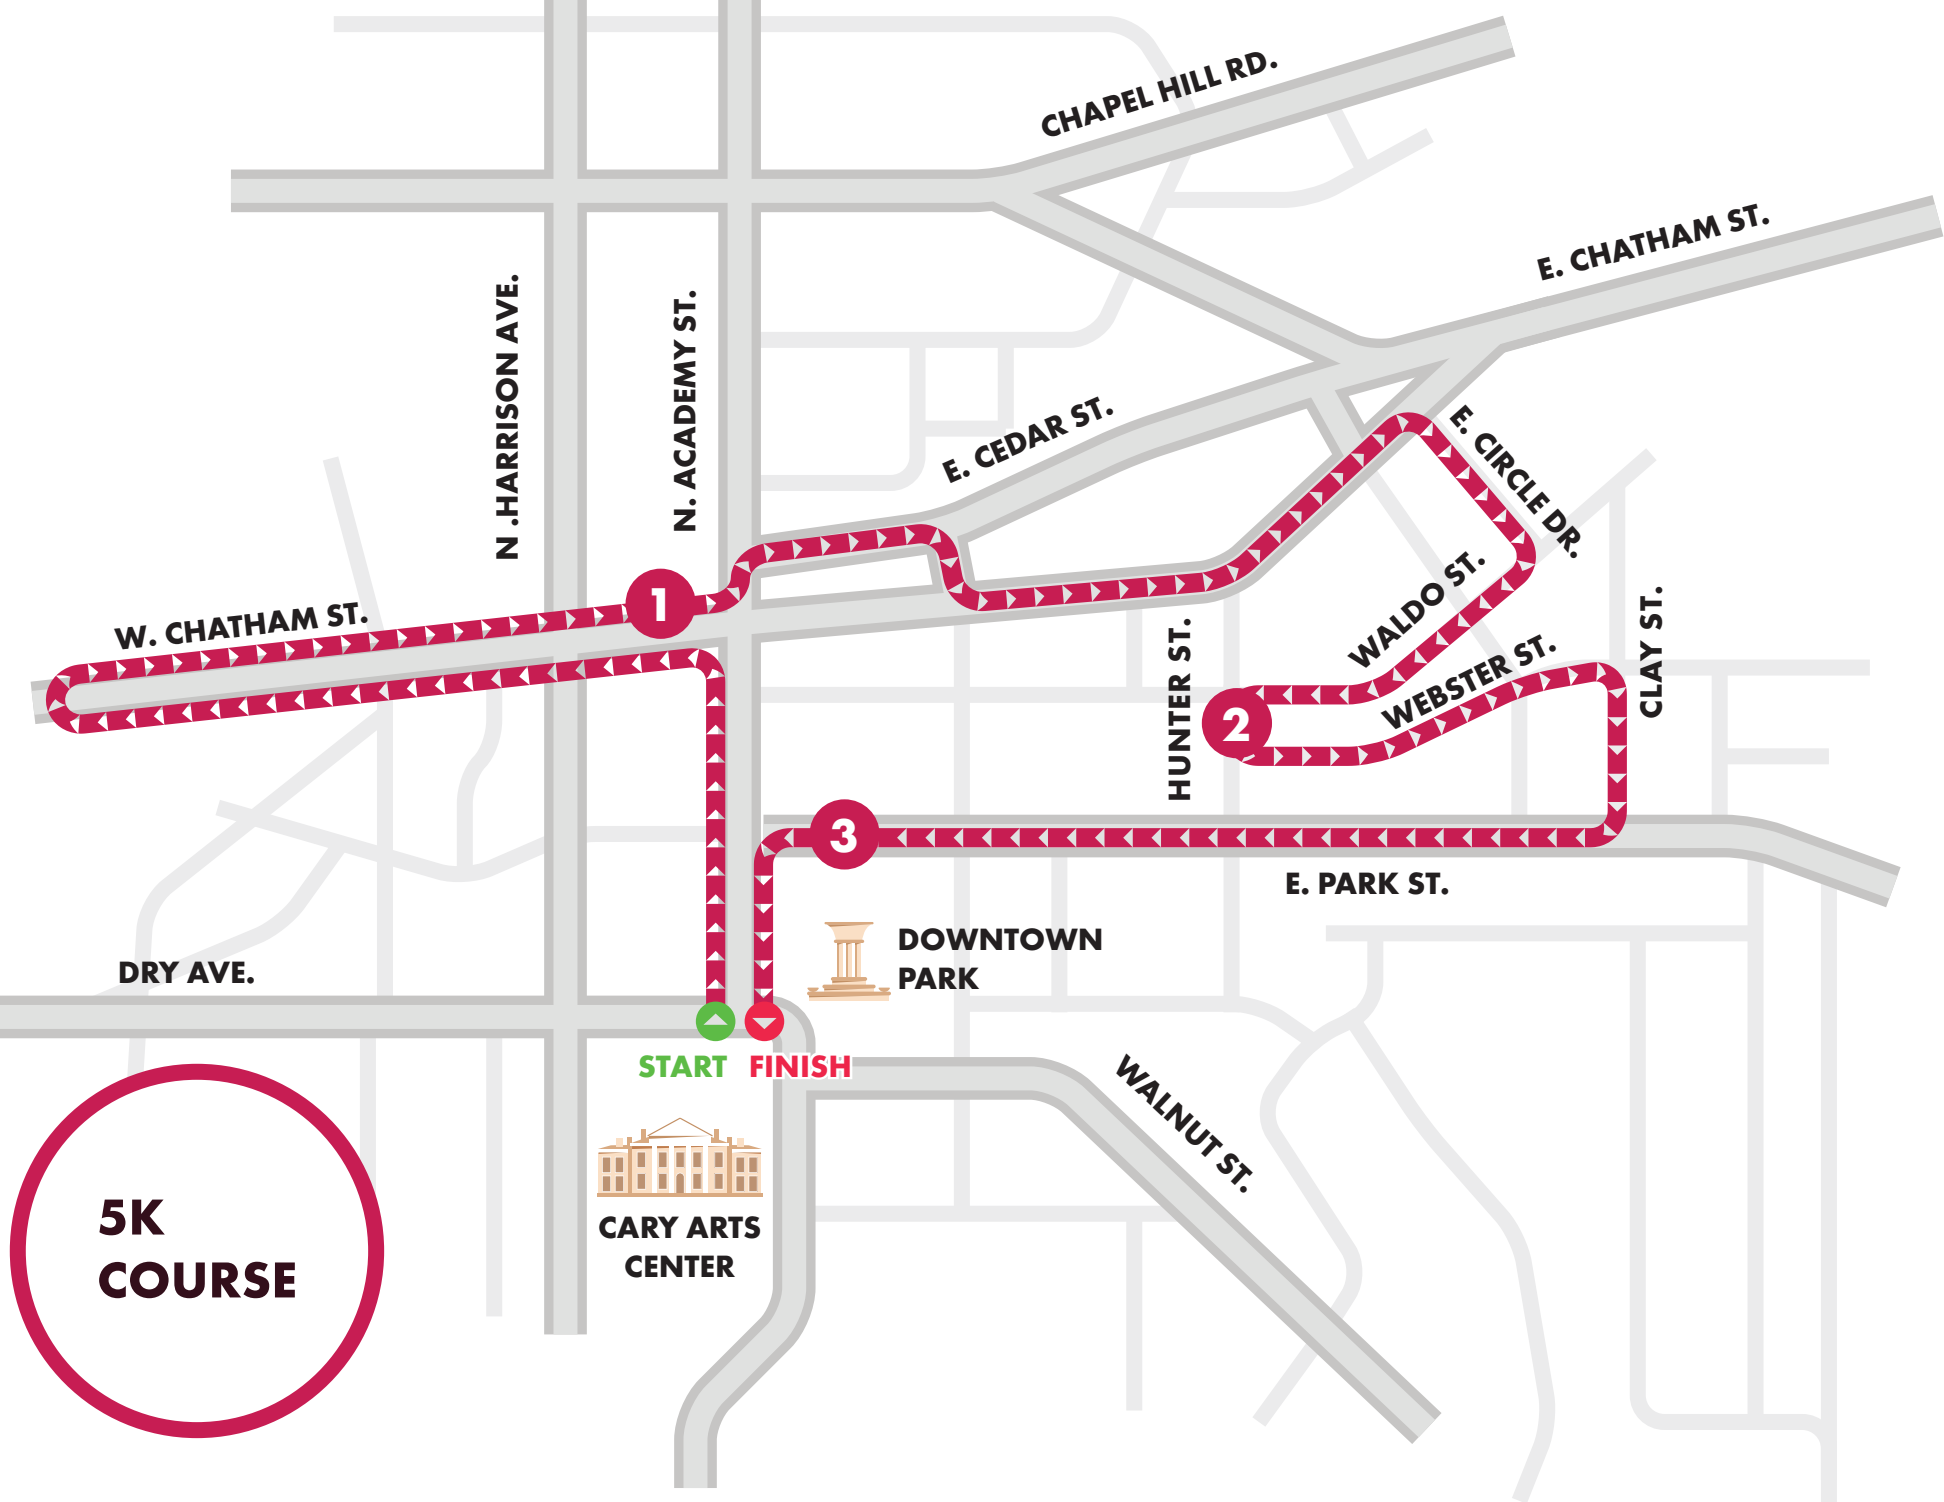 CHAPEL HILL RD.
E. CHATHAM ST.
N .HARRISON AVE.
N. ACADEMY ST.
E. CEDAR ST.
E. CIRCLE DR.
WALDO ST.
W. CHATHAM ST.
1
HUNTER ST.
2
WEBSTER ST.
CLAY ST.
3
E. PARK ST.
DOWNTOWN
PARK
DRY AVE.
START
FINISH
WALNUT ST.
CARY ARTS
CENTER
5K
COURSE